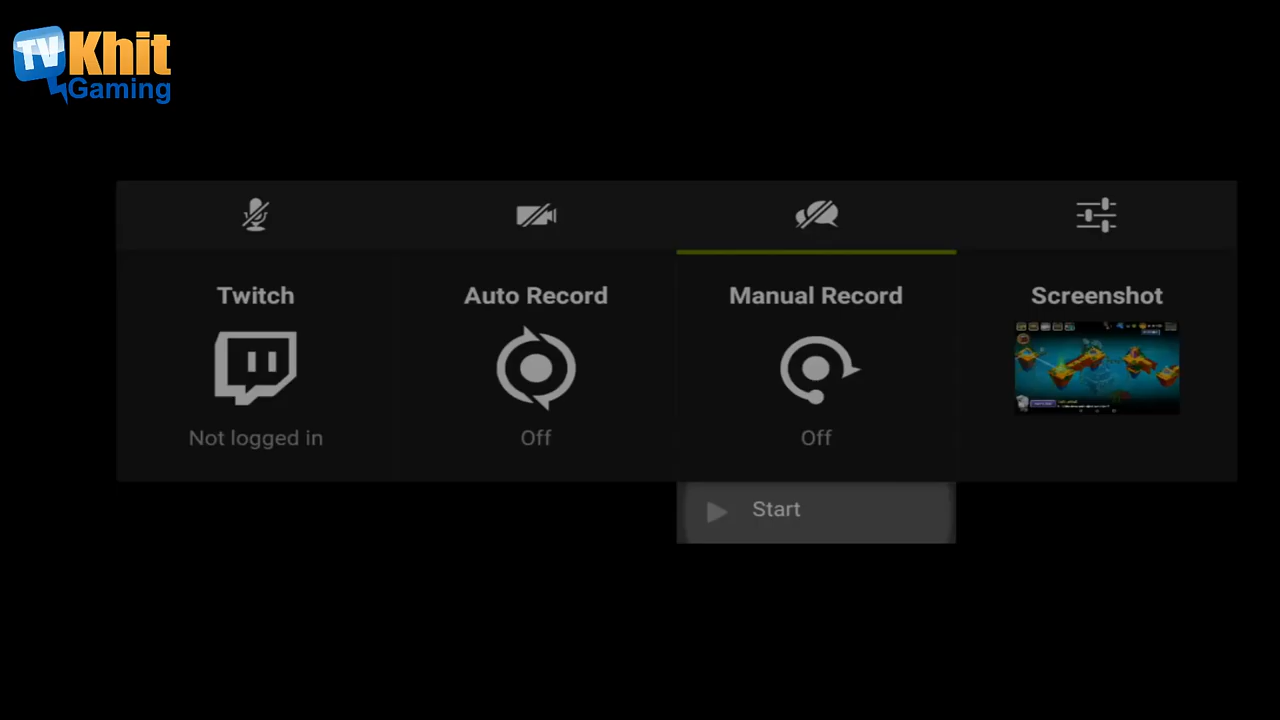 TV Khit
Gaming
Twitch
Auto Record
Manual Record
Screenshot
Not logged in
Off
Off
Start